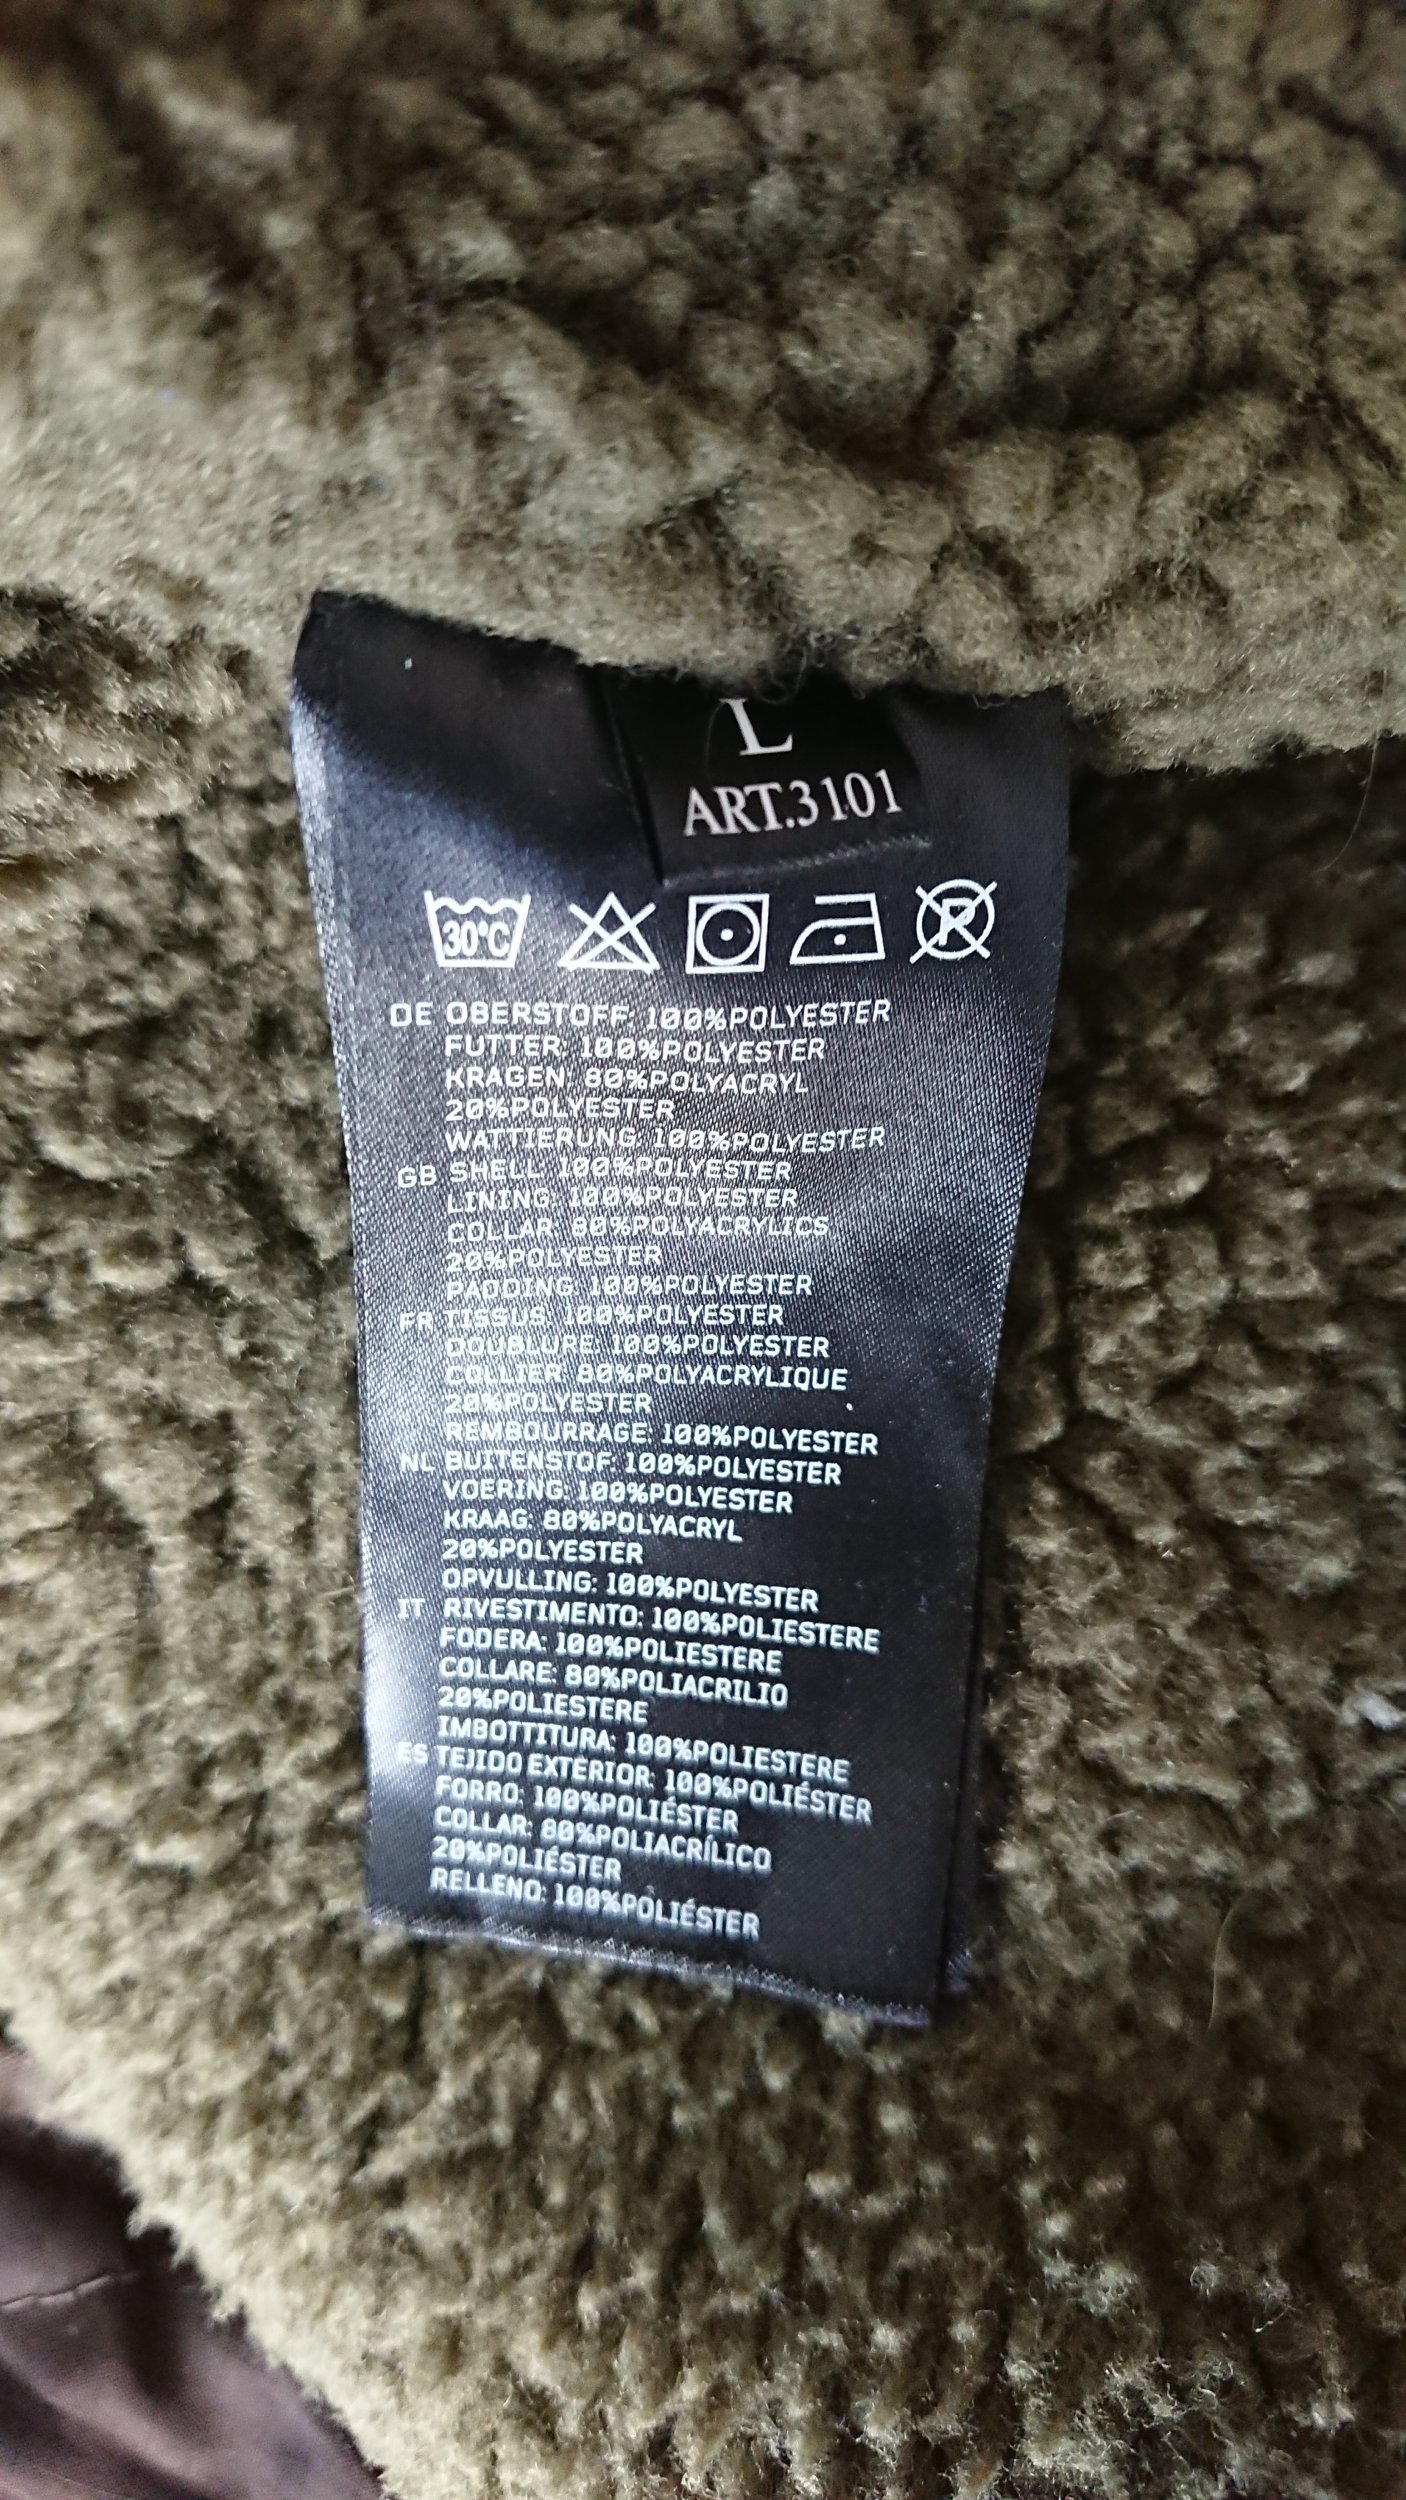 L
ART.3101
30°C
P
DE OBERSTOFF: 100%POLYESTER
FUTTER: 100%POLYESTER
KRAGEN: 80%POLYACRYL
20%POLYESTER
WATTIERUNG: 100%POLYESTER
GB SHELL: 100%POLYESTER
LINING: 100%POLYESTER
COLLAR: 80%POLYACRYLICS
20%POLYESTER
PADDING: 100%POLYESTER
FR TISSUS: 100%POLYESTER
DOUBLURE: 100%POLYESTER
COLLIER: 80%POLYACRYLIQUE
20%POLYESTER
REMBOURRAGE: 100%POLYESTER
NL BUITENSTOF: 100%POLYESTER
VOERING: 100%POLYESTER
KRAAG: 80%POLYACRYL
20%POLYESTER
OPVULLING: 100%POLYESTER
IT RIVESTIMENTO: 100%POLIESTERE
FODERA: 100%POLIESTERE
COLLARE: 80%POLIACRILIO
20%POLIESTERE
IMBOTTITURA: 100%POLIESTERE
ES TEJIDO EXTERIOR: 100%POLIÉSTER
FORRO: 100%POLIÉSTER
COLLAR: 80%POLIACRÍLICO
20%POLIÉSTER
RELLENO: 100%POLIÉSTER